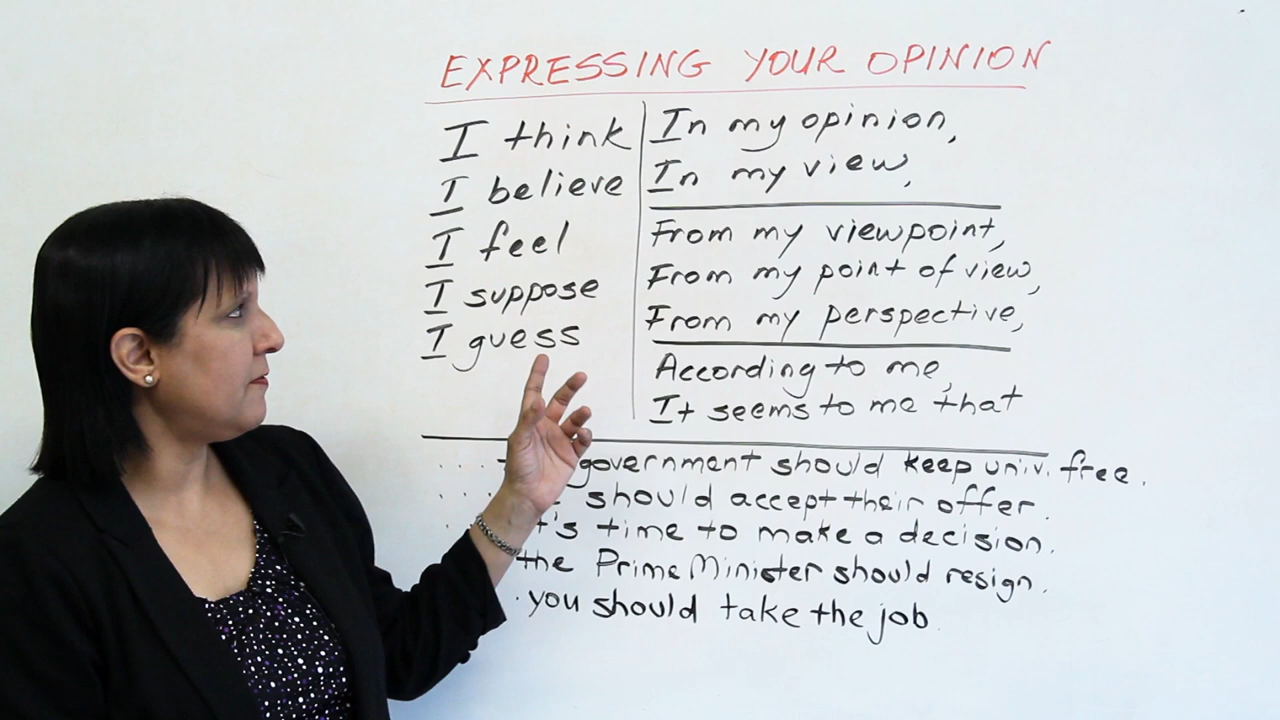 EXPRESSING YOUR OPINION
I think
I believe
I feel
I suppose
I guess
In my opinion,
In my view,
From my viewpoint,
From my point of view,
From my perspective,
According to me,
It seems to me that
government should keep univ. free.
should accept their offer.
time to make a decision.
the Prime Minister should resign.
you should take the job.